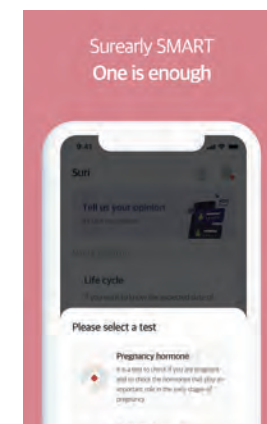 Surearly SMART
One is enough
9:41
Suri
Tell us your opinion
Life cycle
Please select a test
Pregnancy hormone
It is a test to check if you are pregnant
and to check the hormones that play an
important role in the early stages of
pregnancy